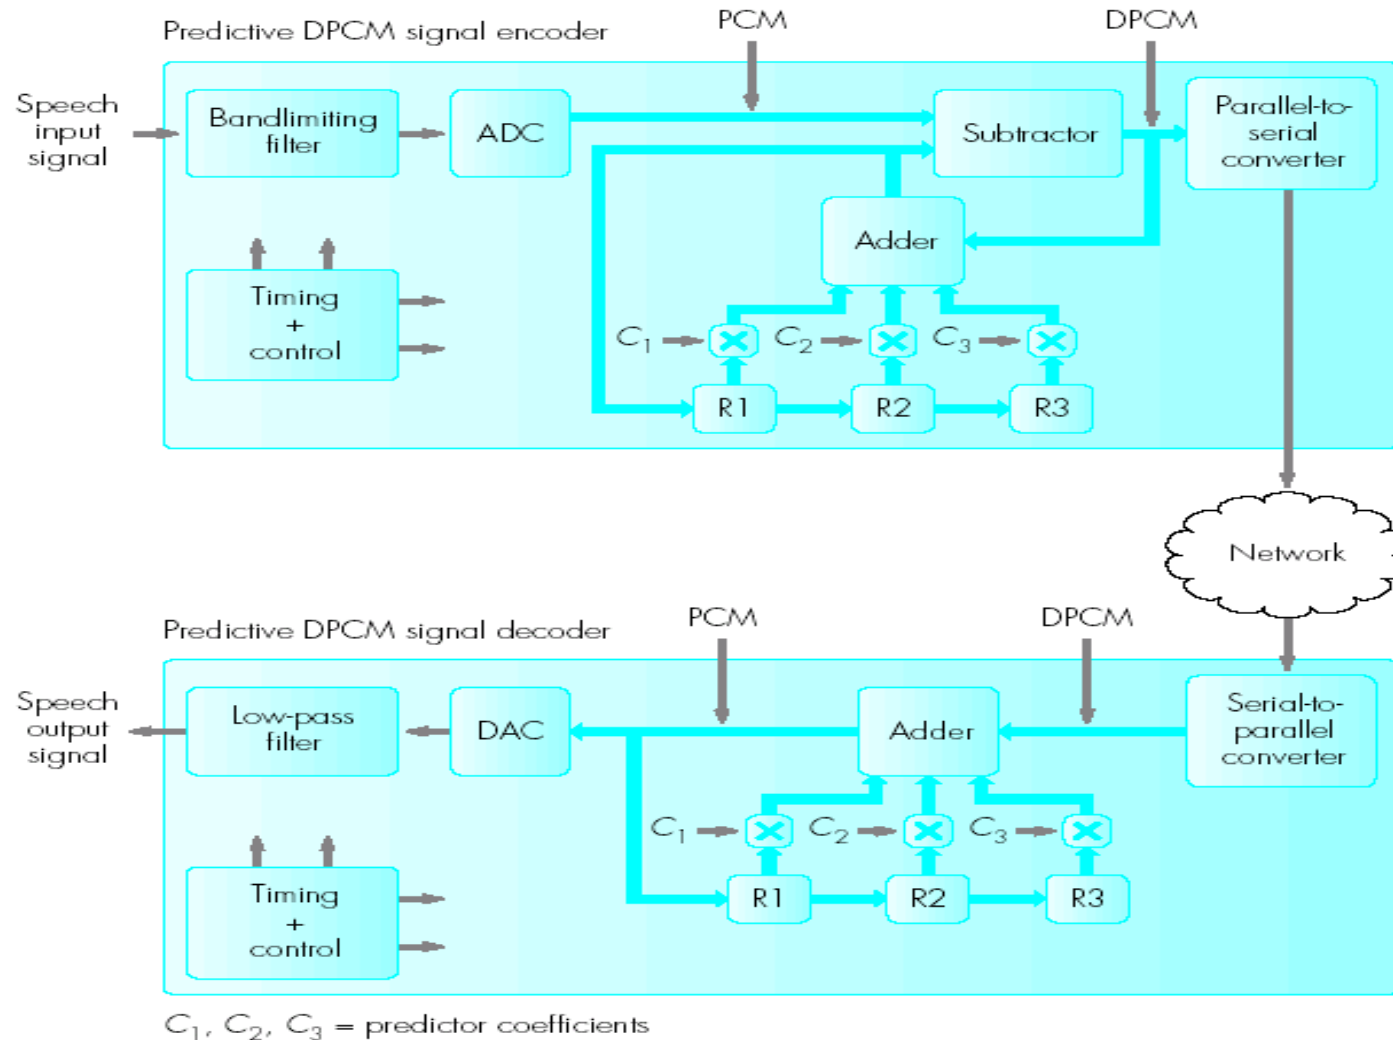 Predictive DPCM signal encoder
PCM
DPCM
Speech
input
signal
Bandlimiting
filter
ADC
Subtractor
Parallel-to-
serial
converter
Adder
Timing
+
control
C1
C2
C3
R1
R2
R3
Network
Predictive DPCM signal decoder
PCM
DPCM
Speech
output
signal
Low-pass
filter
DAC
Adder
Serial-to-
parallel
converter
C1
C2
C3
Timing
+
control
R1
R2
R3
C1, C2, C3 = predictor coefficients